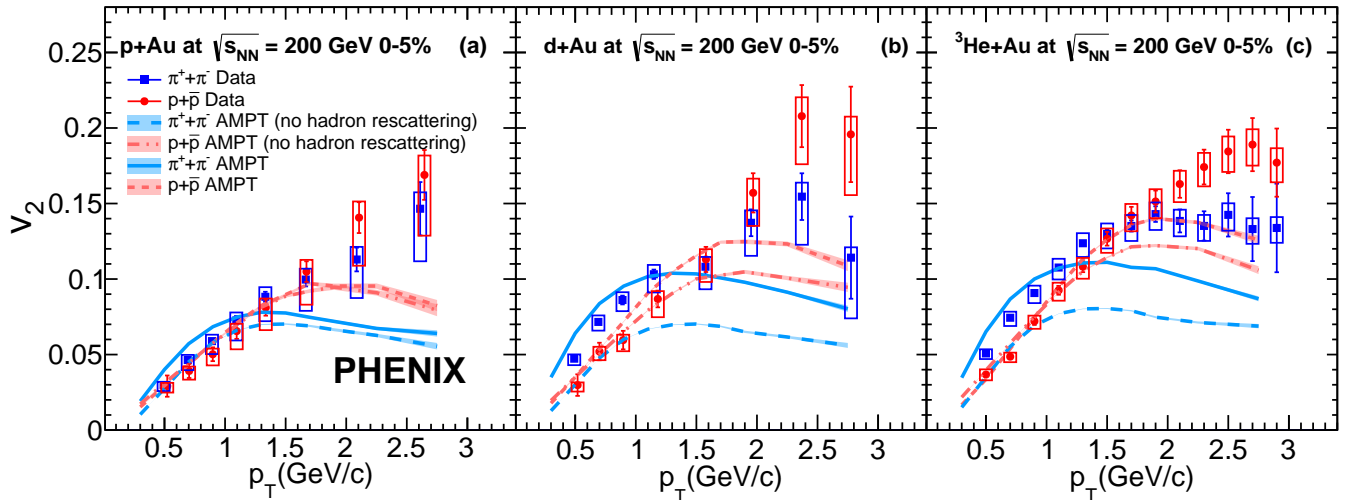 p+Au at √s_NN = 200 GeV 0-5% (a)
π⁺+π⁻ Data
p+p̅ Data
π⁺+π⁻ AMPT (no hadron rescattering)
p+p̅ AMPT (no hadron rescattering)
π⁺+π⁻ AMPT
p+p̅ AMPT
PHENIX
d+Au at √s_NN = 200 GeV 0-5% (b)
³He+Au at √s_NN = 200 GeV 0-5% (c)
v₂
0.25
0.2
0.15
0.1
0.05
0
0.5 1 1.5 2 2.5 3
0.5 1 1.5 2 2.5 3
0.5 1 1.5 2 2.5 3
p_T(GeV/c)
p_T(GeV/c)
p_T(GeV/c)